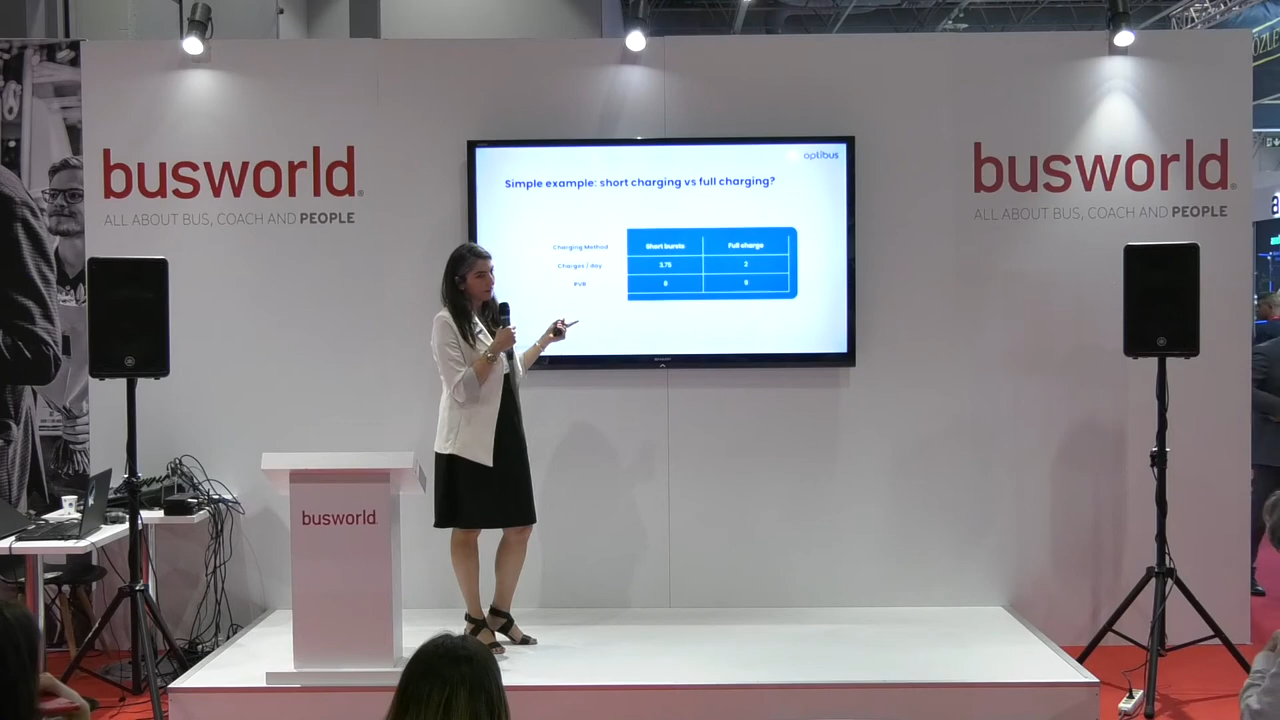 busworld.
ALL ABOUT BUS, COACH AND PEOPLE
optibus
Simple example: short charging vs full charging?
Charging Method Short bursts Full charge
Charges / day 3.75 2
PVR 8 9
SHARP
busworld.
ALL ABOUT BUS, COACH AND PEOPLE
busworld.